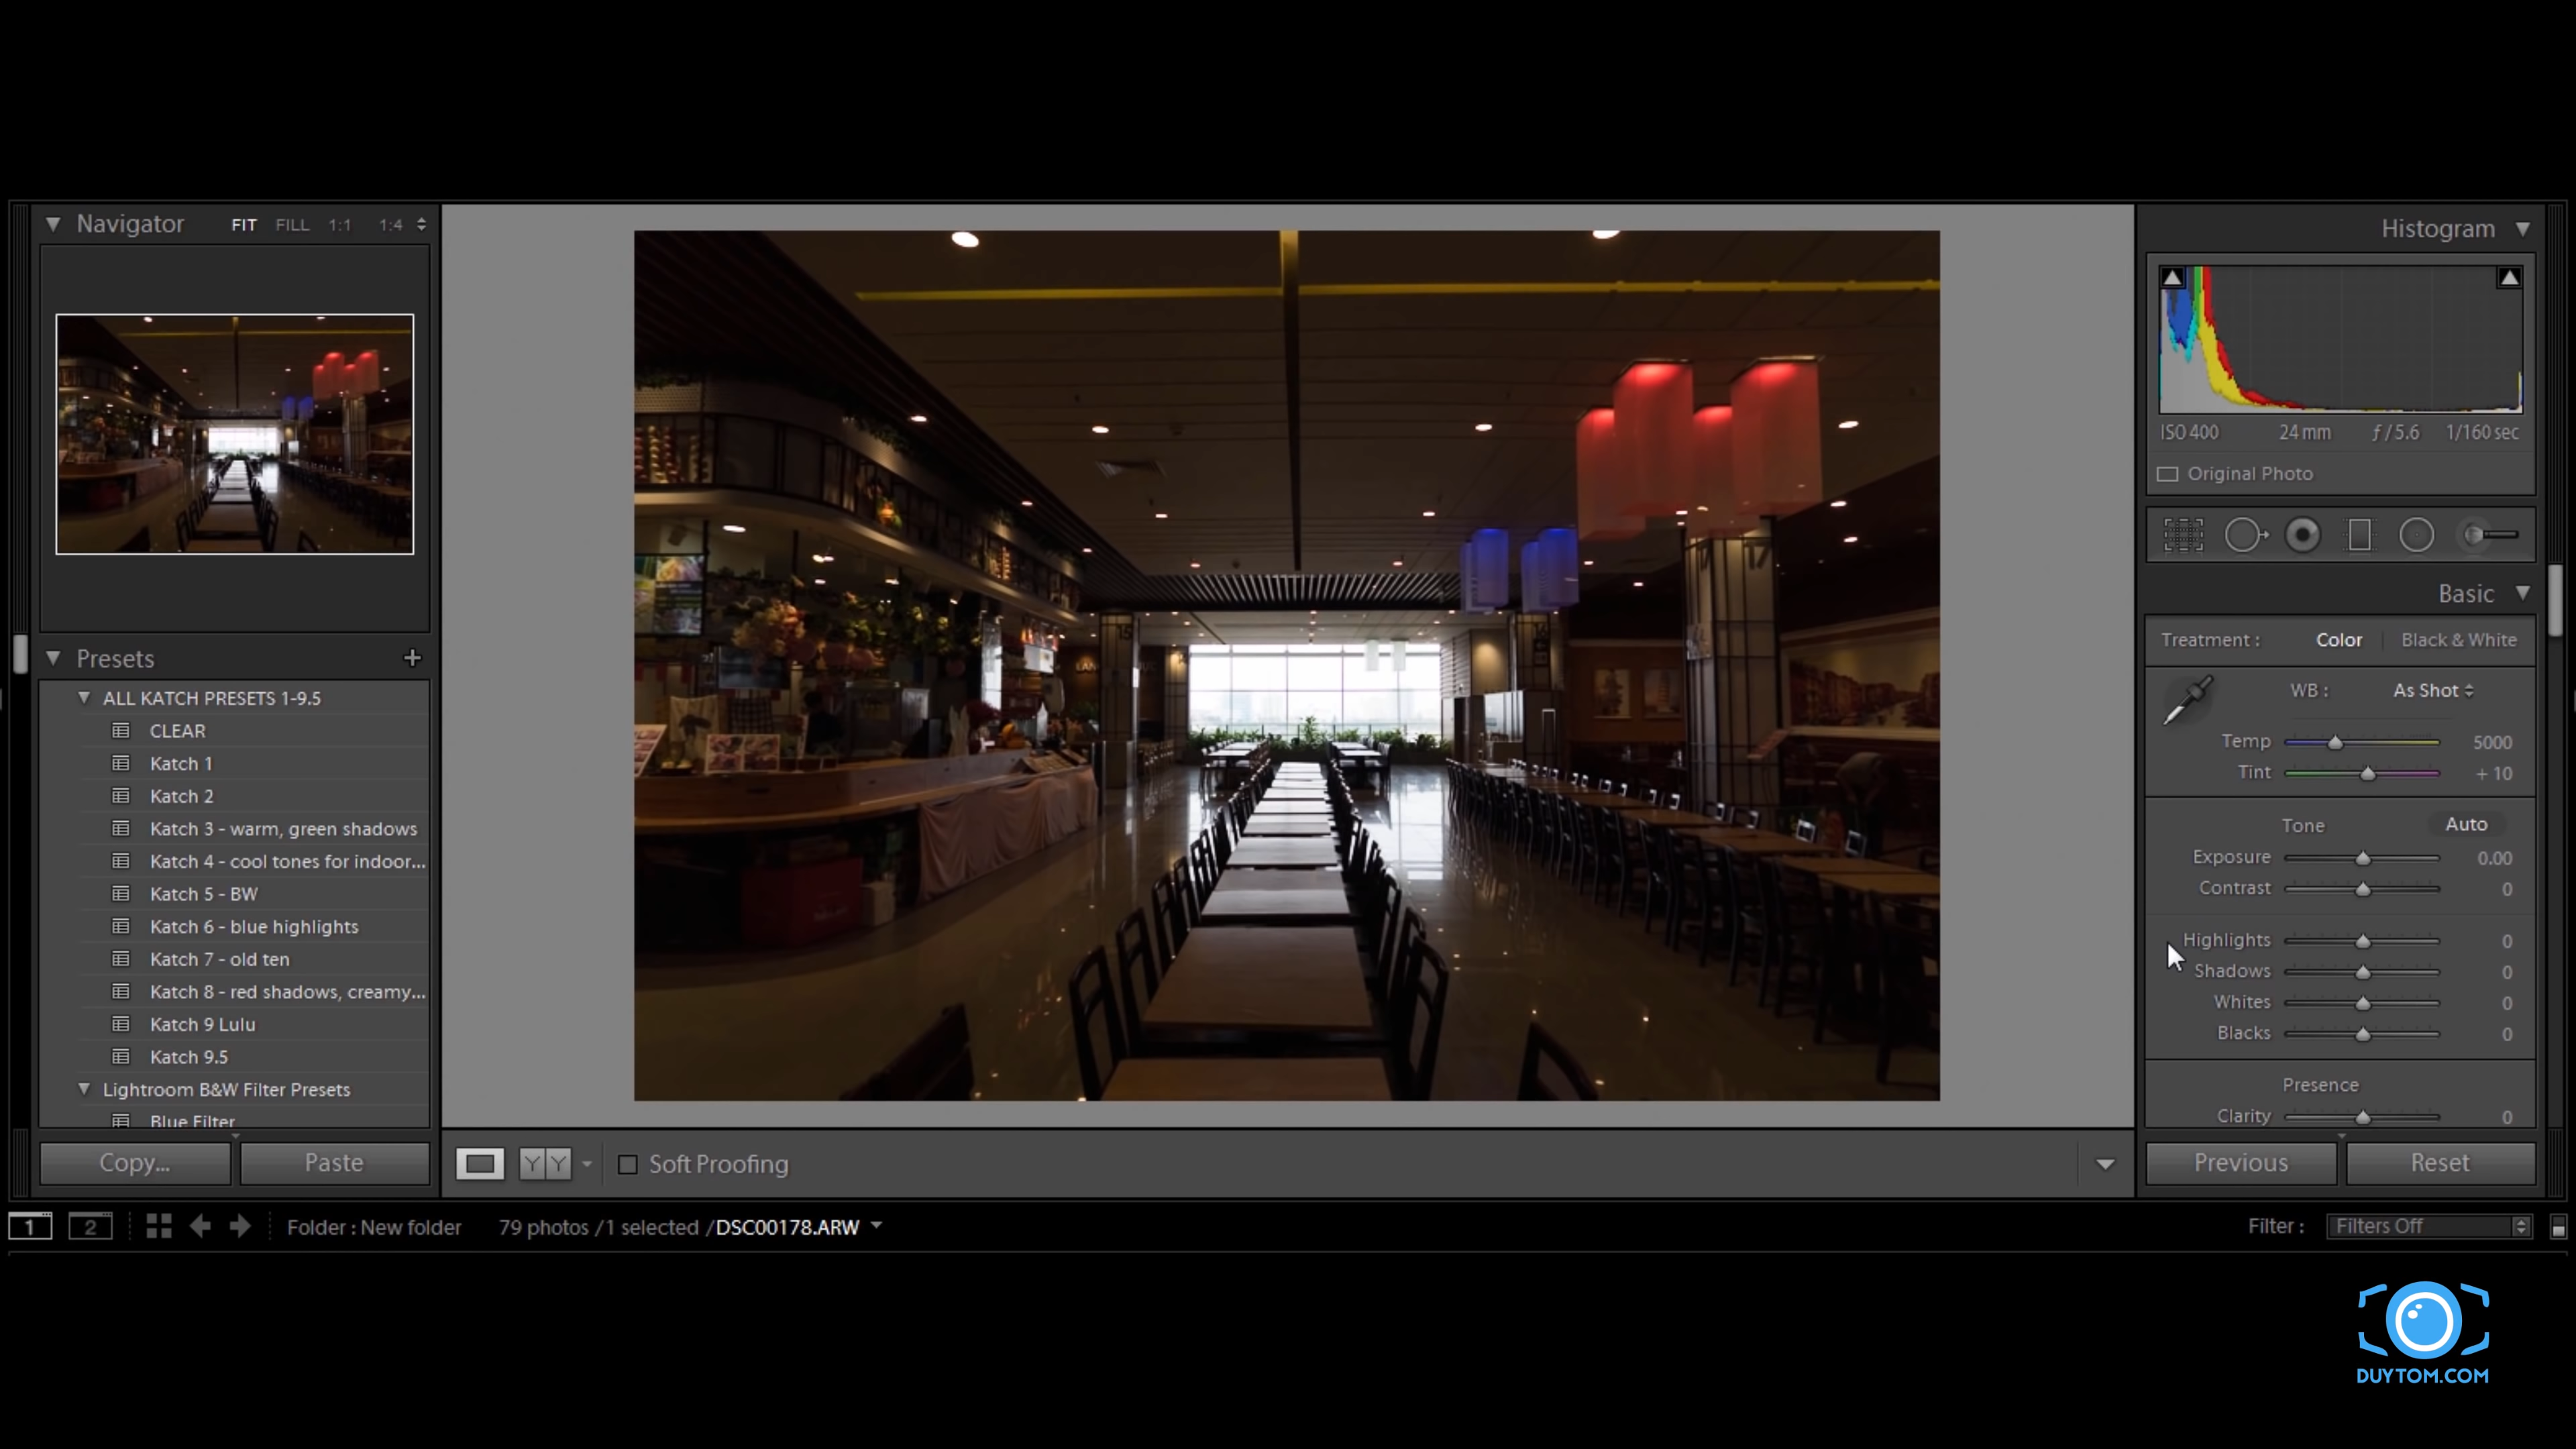 Navigator FIT FILL 1:1 1:4
Presets +
ALL KATCH PRESETS 1-9.5
CLEAR
Katch 1
Katch 2
Katch 3 - warm, green shadows
Katch 4 - cool tones for indoor...
Katch 5 - BW
Katch 6 - blue highlights
Katch 7 - old ten
Katch 8 - red shadows, creamy...
Katch 9 Lulu
Katch 9.5
Lightroom B&W Filter Presets
Blue Filter
Copy... Paste
YY Soft Proofing
Histogram
ISO 400 24 mm ƒ/5.6 1/160 sec
Original Photo
Basic
Treatment : Color Black & White
WB : As Shot
Temp 5000
Tint + 10
Tone Auto
Exposure 0.00
Contrast 0
Highlights 0
Shadows 0
Whites 0
Blacks 0
Presence
Clarity 0
Previous Reset
1 2 Folder : New folder 79 photos /1 selected /DSC00178.ARW
Filter : Filters Off
DUYTOM.COM